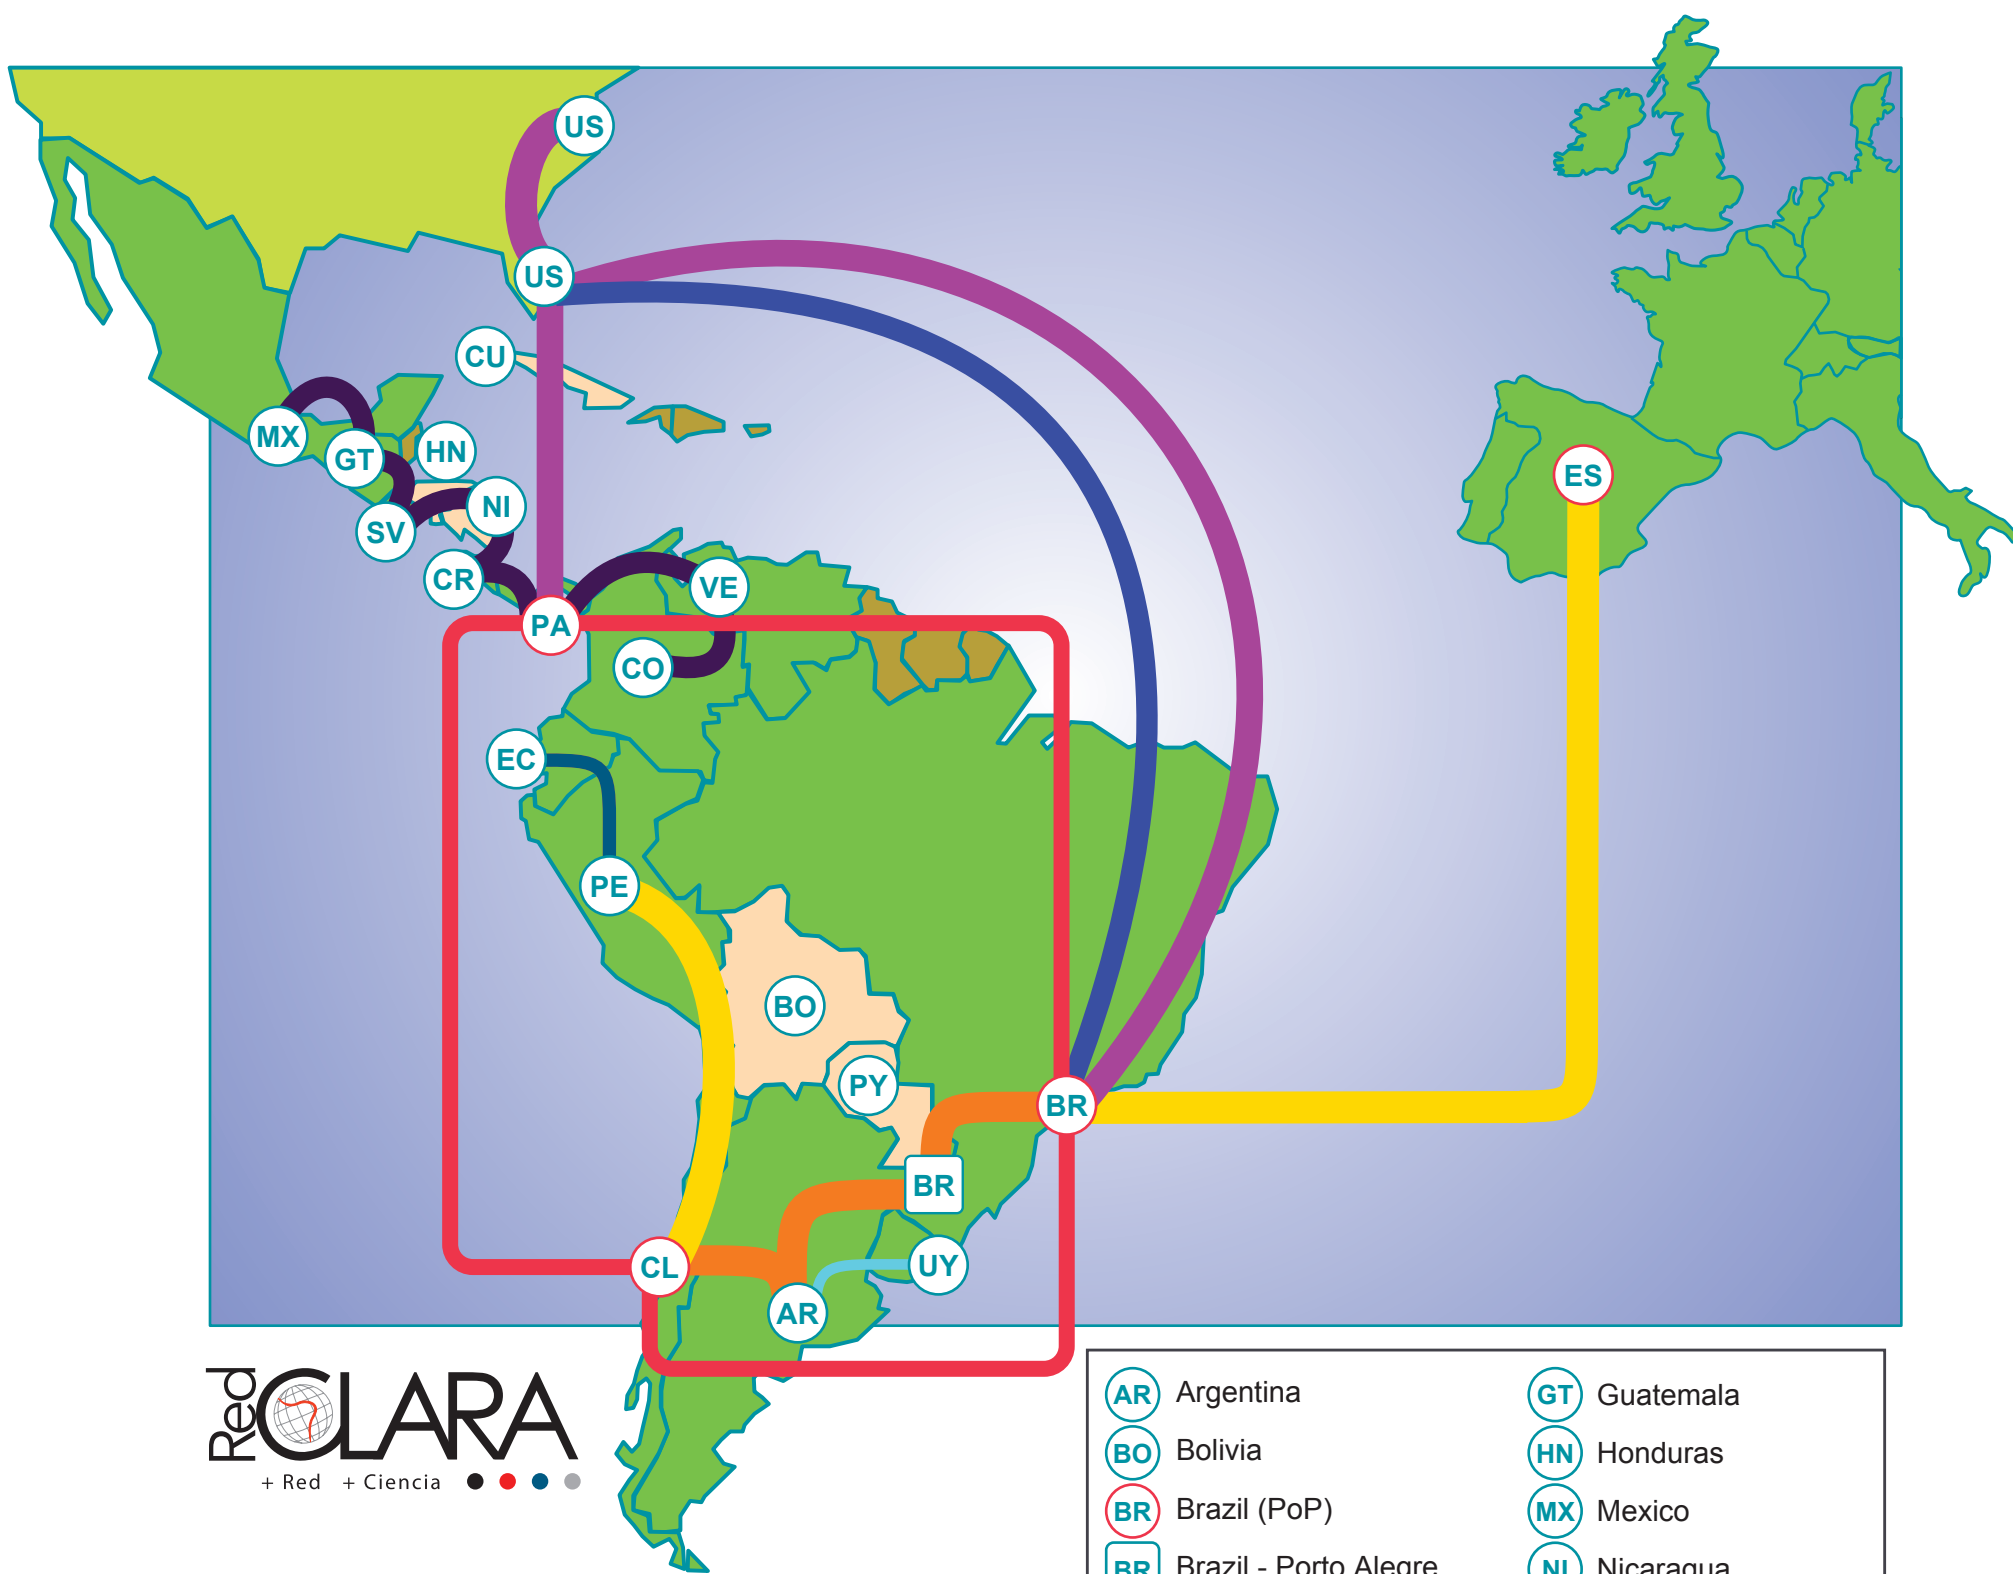 US
US
CU
MX
GT
HN
ES
NI
SV
CR
VE
PA
CO
EC
PE
BO
PY
BR
BR
CL
UY
AR
Red CLARA
+ Red + Ciencia
AR Argentina
BO Bolivia
BR Brazil (PoP)
BR Brazil - Porto Alegre
GT Guatemala
HN Honduras
MX Mexico
NI Nicaragua